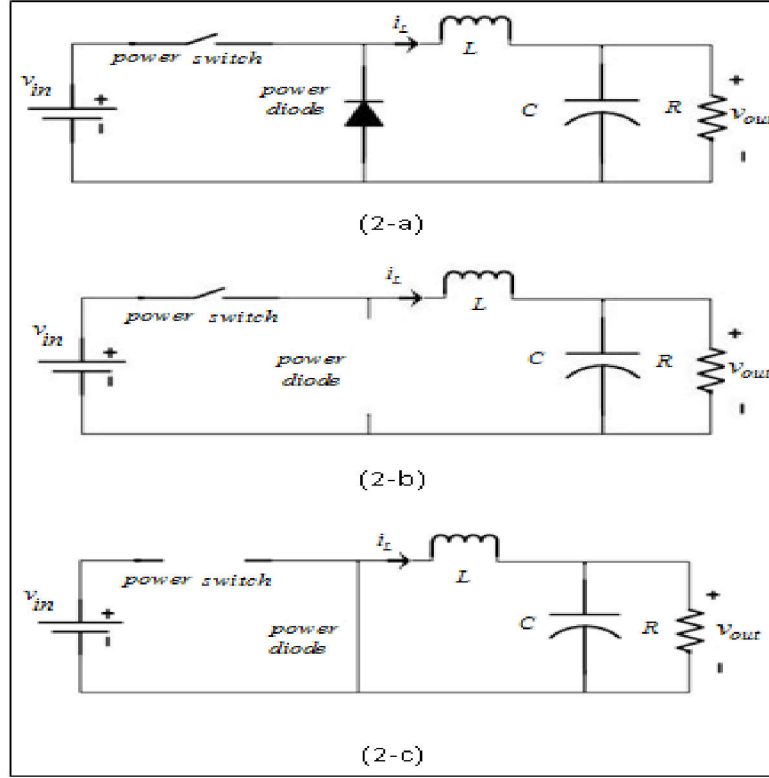 i_L
L
power switch
v_in
+
power
diode
C
R
+
v_out
(2-a)
i_L
L
power switch
v_in
+
power
diode
C
R
+
v_out
(2-b)
i_L
L
power switch
v_in
+
power
diode
C
R
+
v_out
(2-c)